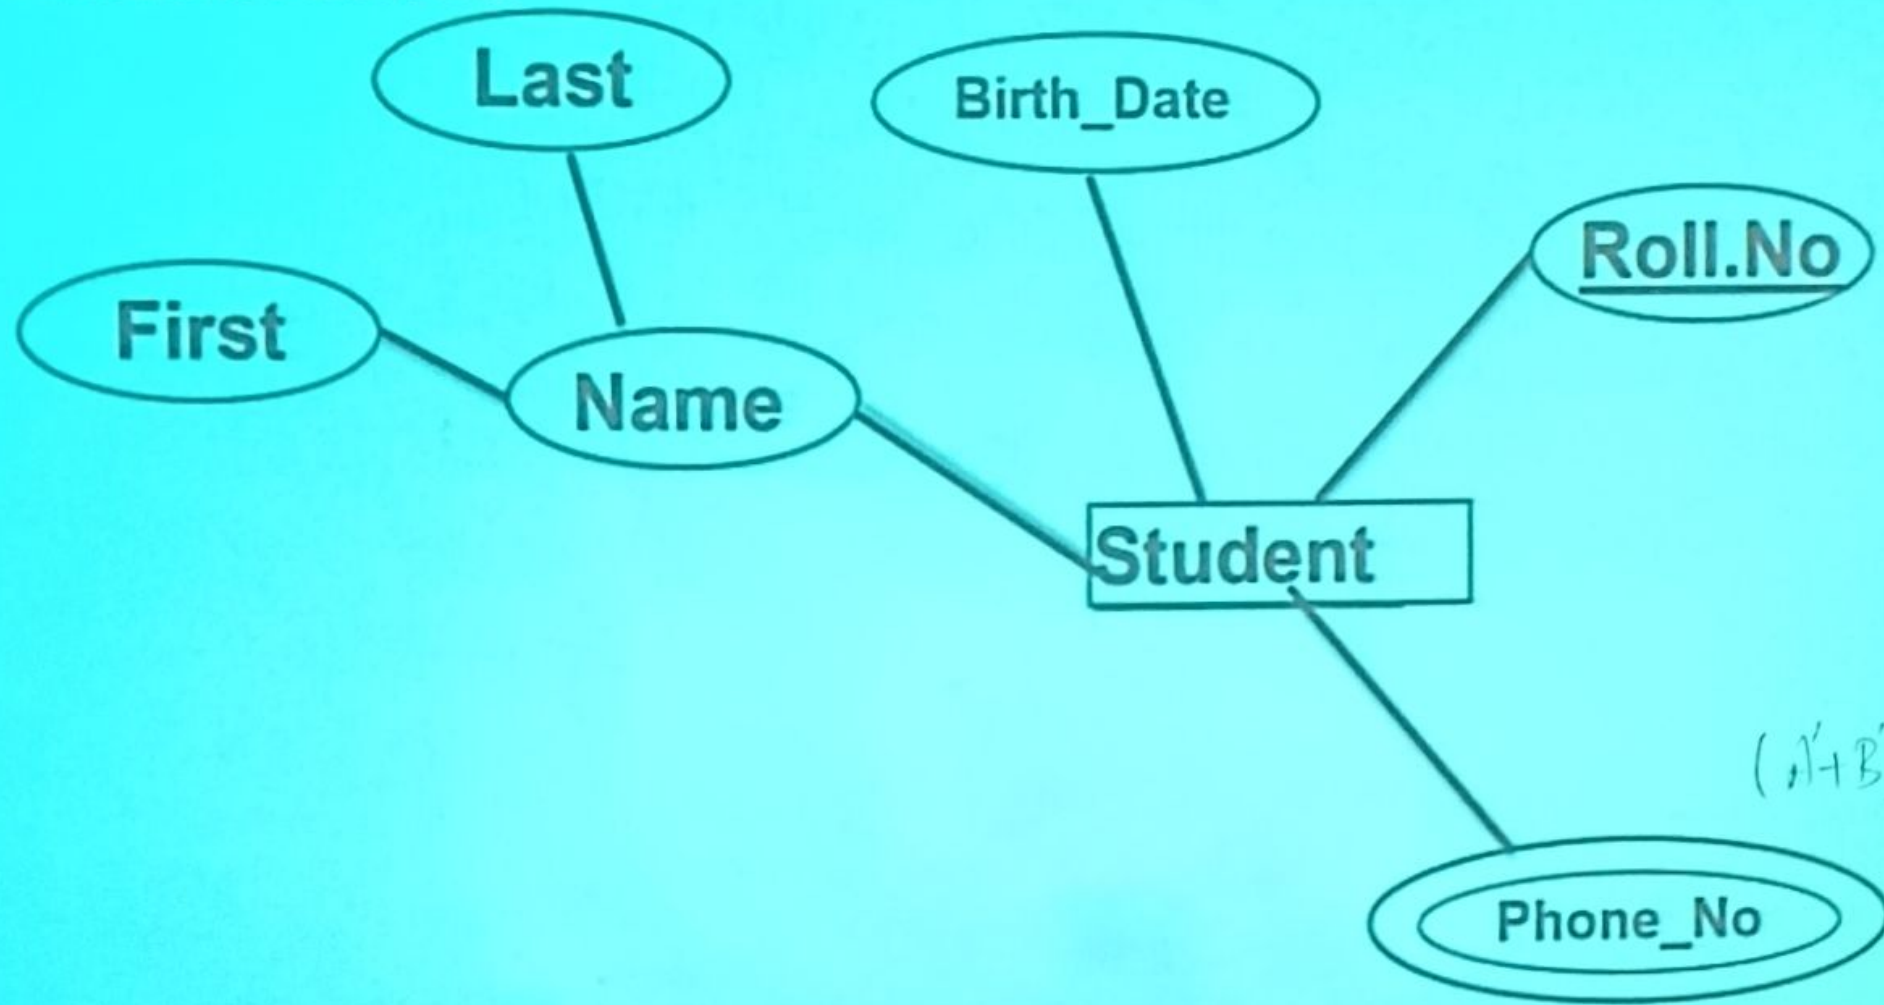 Last
Birth_Date
Roll.No
First
Name
Student
(A'+B'
Phone_No